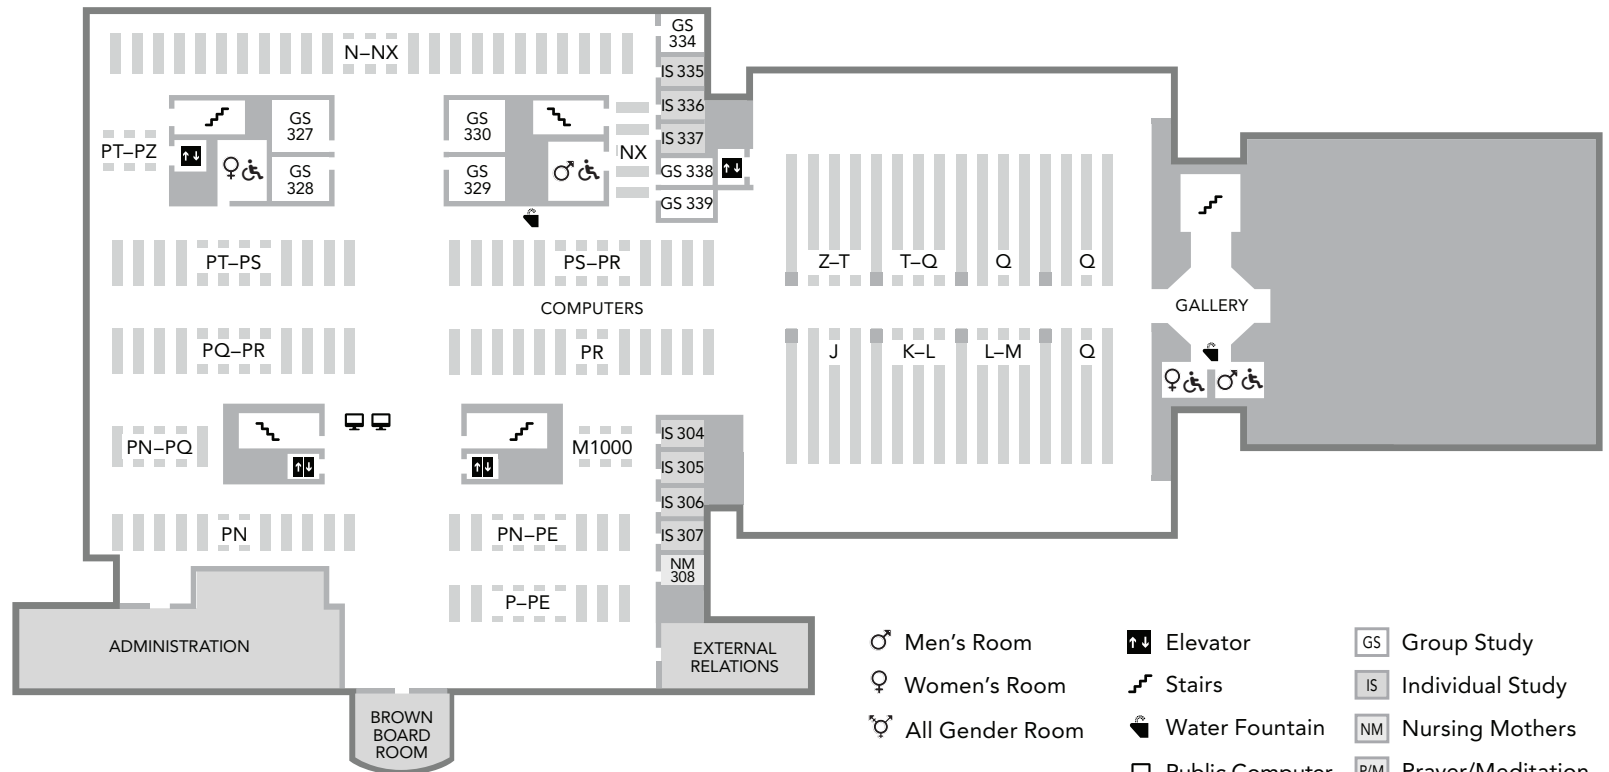 GS
334
N–NX
IS 335
IS 336
GS
327
GS
330
IS 337
PT–PZ
NX
GS 338
GS
328
GS
329
GS 339
PT–PS
PS–PR
Z–T
T–Q
Q
Q
COMPUTERS
GALLERY
PQ–PR
PR
J
K–L
L–M
Q
IS 304
PN–PQ
M1000
IS 305
IS 306
PN
PN–PE
IS 307
NM
308
P–PE
ADMINISTRATION
EXTERNAL
RELATIONS
BROWN
BOARD
ROOM
Men's Room
Women's Room
All Gender Room
Elevator
Stairs
Water Fountain
Public Computer
GS Group Study
IS Individual Study
NM Nursing Mothers
P/M Prayer/Meditation